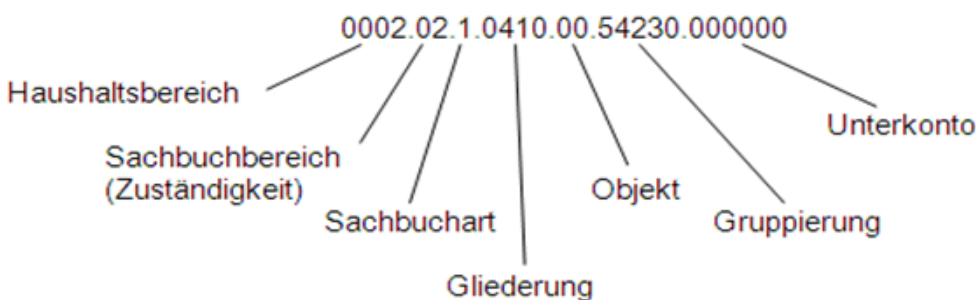 0002.02.1.0410.00.54230.000000
Haushaltsbereich
Unterkonto
Sachbuchbereich
(Zuständigkeit)
Objekt
Sachbuchart
Gruppierung
Gliederung